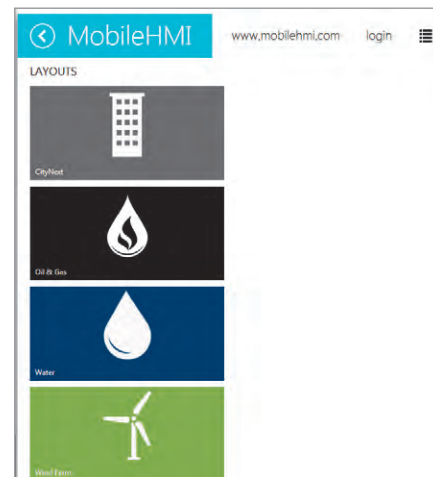 MobileHMI www.mobilehmi.com login
LAYOUTS
CityNext
Oil & Gas
Water
Wind Farm